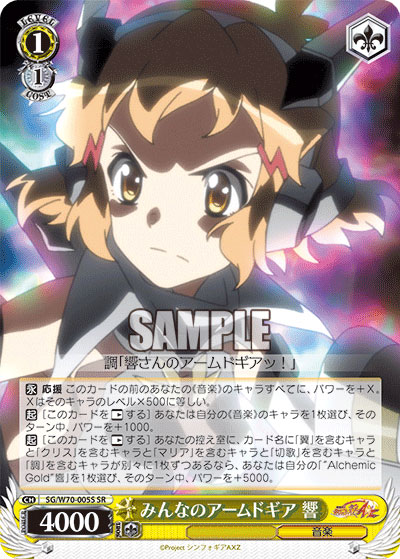 LEVEL
1
1
COST
SAMPLE
調「響さんのアームドギアッ!」
永 応援 このカードの前のあなたの《音楽》のキャラすべてに、パワーを+X。
Xはそのキャラのレベル×500に等しい。
起 [このカードを する] あなたは自分の《音楽》のキャラを1枚選び、そのターン中、パワーを+1000。
起 [このカードを する] あなたの控え室に、カード名に「翼」を含むキャラ
と「クリス」を含むキャラと「マリア」を含むキャラと「切歌」を含むキャラと
「調」を含むキャラが別々に1枚ずつあるなら、あなたは自分の「"Alchemic
Gold"響」を1枚選び、そのターン中、パワーを+5000。
CH
SG/W70-005S SR
4000
みんなのアームドギア 響
音楽
©Project シンフォギアAXZ